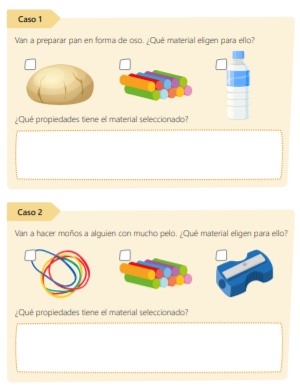 Caso 1
Van a preparar pan en forma de oso. ¿Qué material eligen para ello?
¿Qué propiedades tiene el material seleccionado?
Caso 2
Van a hacer moños a alguien con mucho pelo. ¿Qué material eligen para ello?
¿Qué propiedades tiene el material seleccionado?